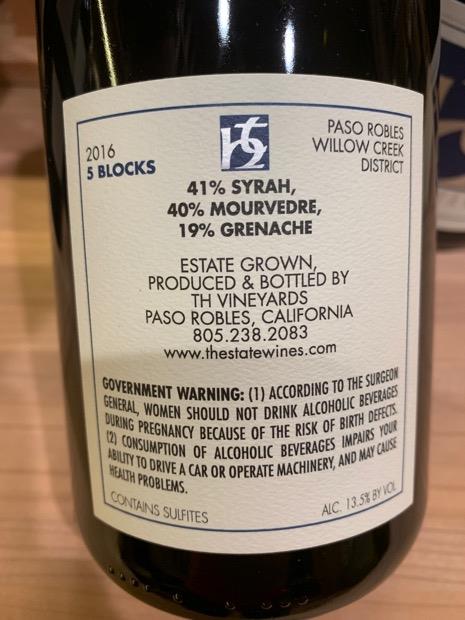 2016
5 BLOCKS
PASO ROBLES
WILLOW CREEK
DISTRICT
41% SYRAH,
40% MOURVEDRE,
19% GRENACHE
ESTATE GROWN,
PRODUCED & BOTTLED BY
TH VINEYARDS
PASO ROBLES, CALIFORNIA
805.238.2083
www.thestatewines.com
GOVERNMENT WARNING: (1) ACCORDING TO THE SURGEON
GENERAL, WOMEN SHOULD NOT DRINK ALCOHOLIC BEVERAGES
DURING PREGNANCY BECAUSE OF THE RISK OF BIRTH DEFECTS.
(2) CONSUMPTION OF ALCOHOLIC BEVERAGES IMPAIRS YOUR
ABILITY TO DRIVE A CAR OR OPERATE MACHINERY, AND MAY CAUSE
HEALTH PROBLEMS.
CONTAINS SULFITES
ALC. 13.5% BY VOL